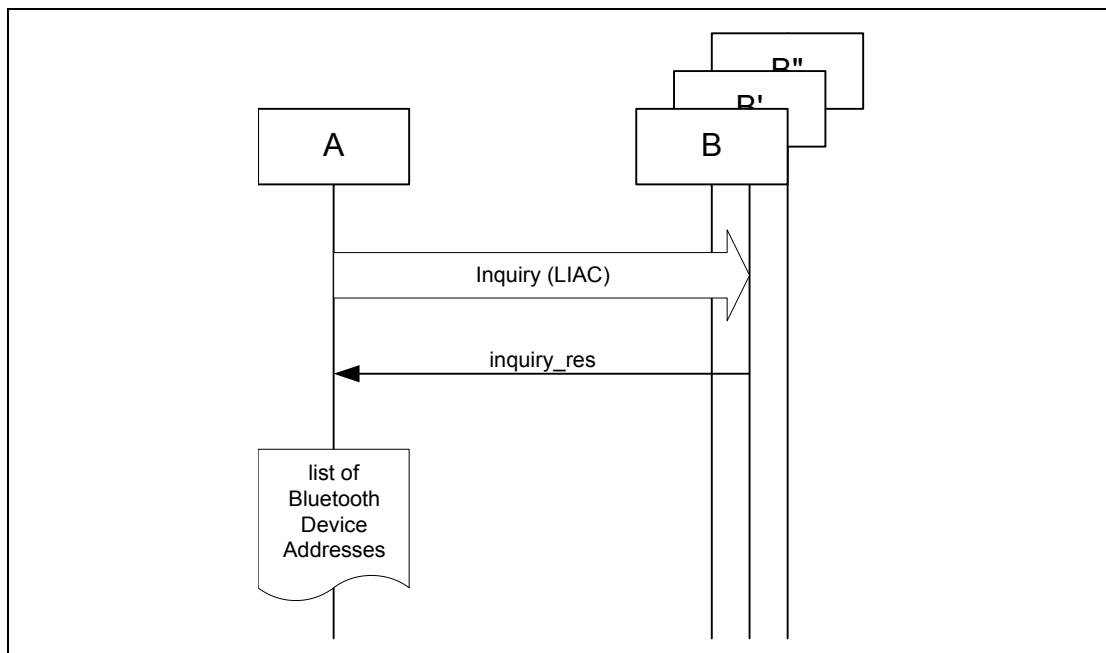 B"
B'
A
B
Inquiry (LIAC)
inquiry_res
list of
Bluetooth
Device
Addresses